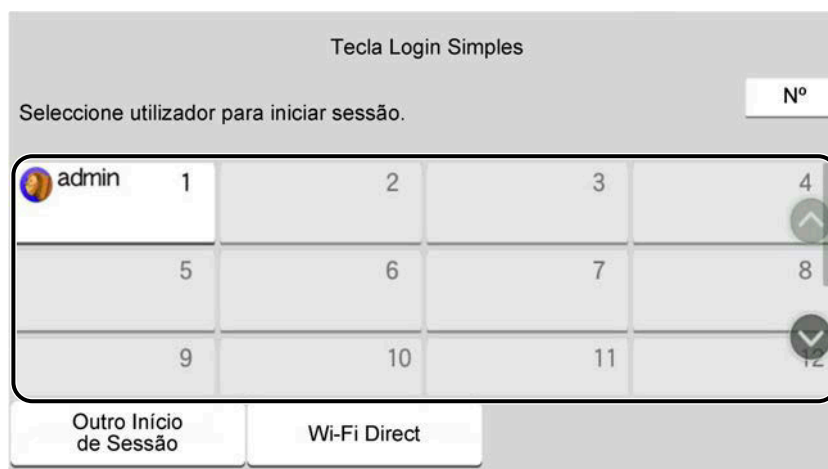 Tecla Login Simples
Nº
Seleccione utilizador para iniciar sessão.
admin 1 2 3 4
5 6 7 8
9 10 11 12
Outro Início
de Sessão
Wi-Fi Direct